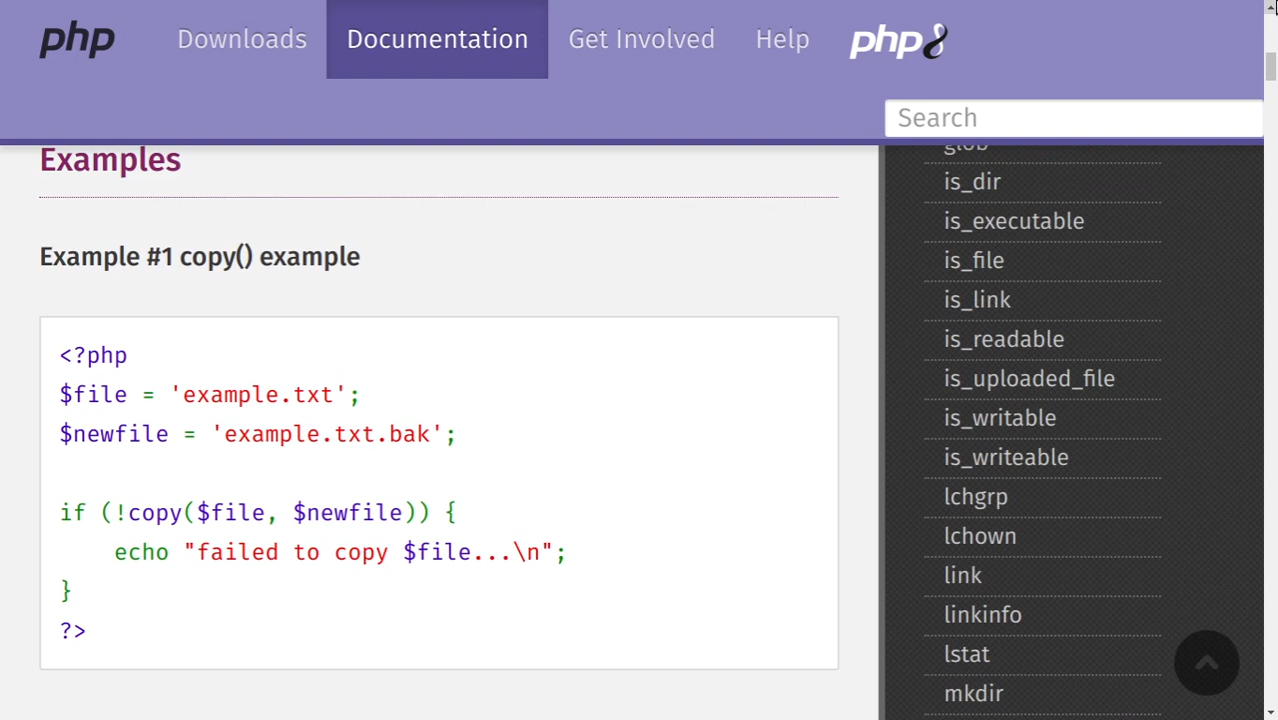 php
Downloads
Documentation
Get Involved
Help
php8
Search
Examples
Example #1 copy() example
<?php
$file = 'example.txt';
$newfile = 'example.txt.bak';
if (!copy($file, $newfile)) {
    echo "failed to copy $file...\n";
}
?>
glob
is_dir
is_executable
is_file
is_link
is_readable
is_uploaded_file
is_writable
is_writeable
lchgrp
lchown
link
linkinfo
lstat
mkdir